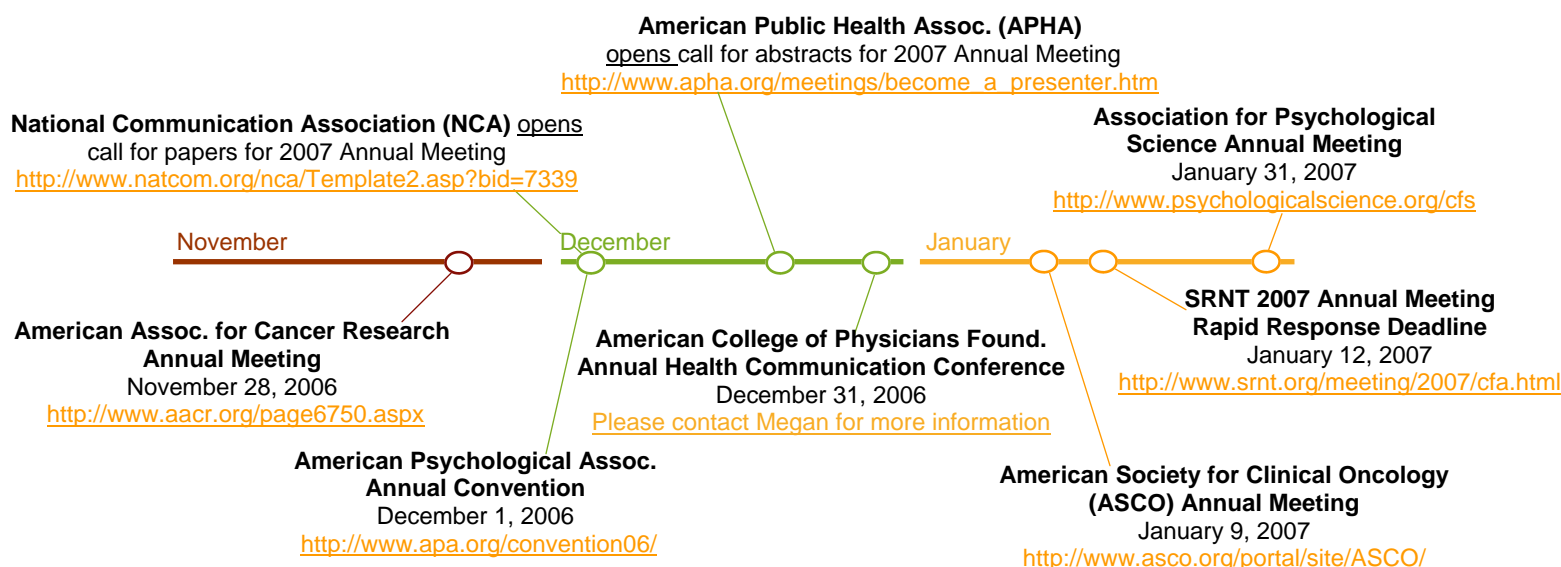 American Public Health Assoc. (APHA)
opens call for abstracts for 2007 Annual Meeting
http://www.apha.org/meetings/become_a_presenter.htm
National Communication Association (NCA) opens
call for papers for 2007 Annual Meeting
http://www.natcom.org/nca/Template2.asp?bid=7339
Association for Psychological
Science Annual Meeting
January 31, 2007
http://www.psychologicalscience.org/cfs
November
December
January
American Assoc. for Cancer Research
Annual Meeting
November 28, 2006
http://www.aacr.org/page6750.aspx
American Psychological Assoc.
Annual Convention
December 1, 2006
http://www.apa.org/convention06/
American College of Physicians Found.
Annual Health Communication Conference
December 31, 2006
Please contact Megan for more information
American Society for Clinical Oncology
(ASCO) Annual Meeting
January 9, 2007
http://www.asco.org/portal/site/ASCO/
SRNT 2007 Annual Meeting
Rapid Response Deadline
January 12, 2007
http://www.srnt.org/meeting/2007/cfa.html